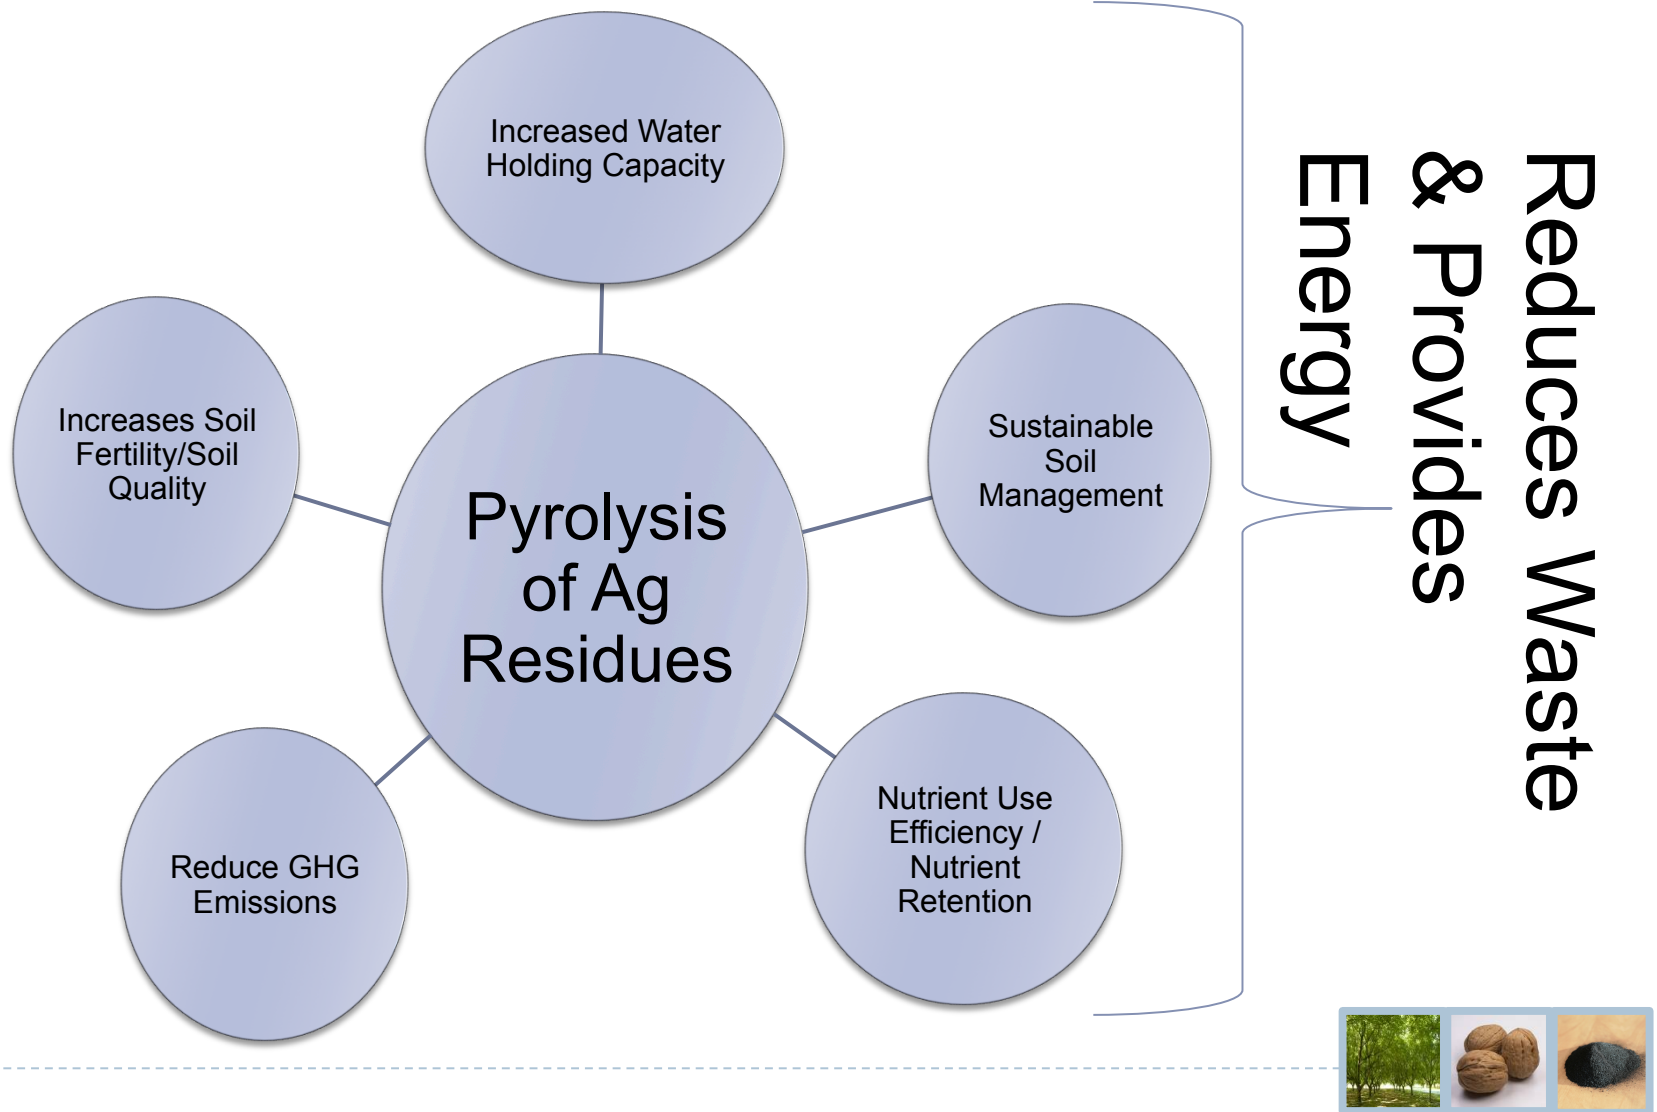 Increased Water
Holding Capacity
Increases Soil
Fertility/Soil
Quality
Pyrolysis
of Ag
Residues
Sustainable
Soil
Management
Reduce GHG
Emissions
Nutrient Use
Efficiency /
Nutrient
Retention
Reduces Waste
& Provides
Energy